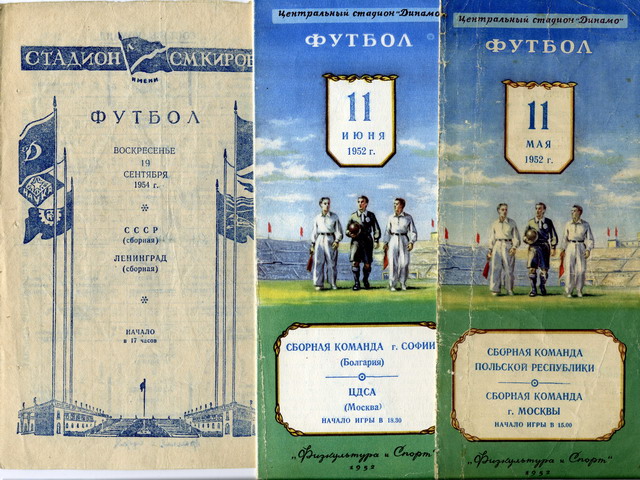 СТАДИОН С.М.КИРОВ
ИМЕНИ
ФУТБОЛ
ВОСКРЕСЕНЬЕ
19
СЕНТЯБРЯ
1954 г.
СССР
(сборная)
ЛЕНИНГРАД
(сборная)
НАЧАЛО
в 17 часов
Центральный стадион "Динамо
ФУТБОЛ
11
ИЮНЯ
1952 г.
СБОРНАЯ КОМАНДА г. СОФИИ
(Болгария)
ЦДСА
(Москва)
НАЧАЛО ИГРЫ В 18.30
"Физкультура и Спорт"
1952
Центральный стадион "Динамо"
ФУТБОЛ
11
МАЯ
1952 г.
СБОРНАЯ КОМАНДА
ПОЛЬСКОЙ РЕСПУБЛИКИ
СБОРНАЯ КОМАНДА
г. МОСКВЫ
НАЧАЛО ИГРЫ В 15.00
"Физкультура и Спорт"
1952